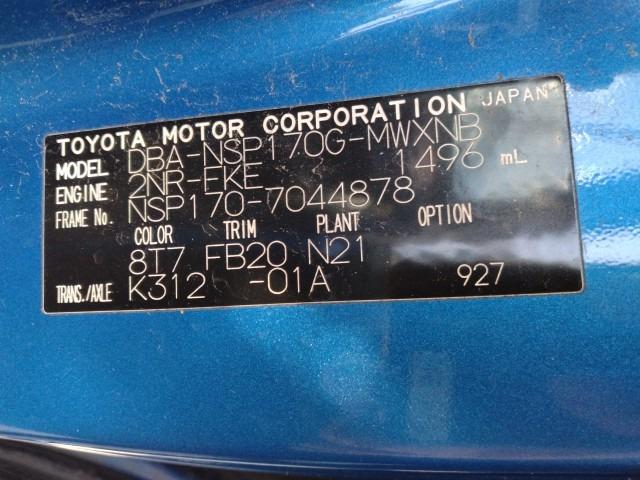 TOYOTA MOTOR CORPORATION JAPAN
MODEL DBA-NSP170G-MWXNB
ENGINE 2NR-FKE 1496 mL
FRAME No. NSP170-7044878
COLOR TRIM PLANT OPTION
8T7 FB20 N21
TRANS./AXLE K312 -01A 927